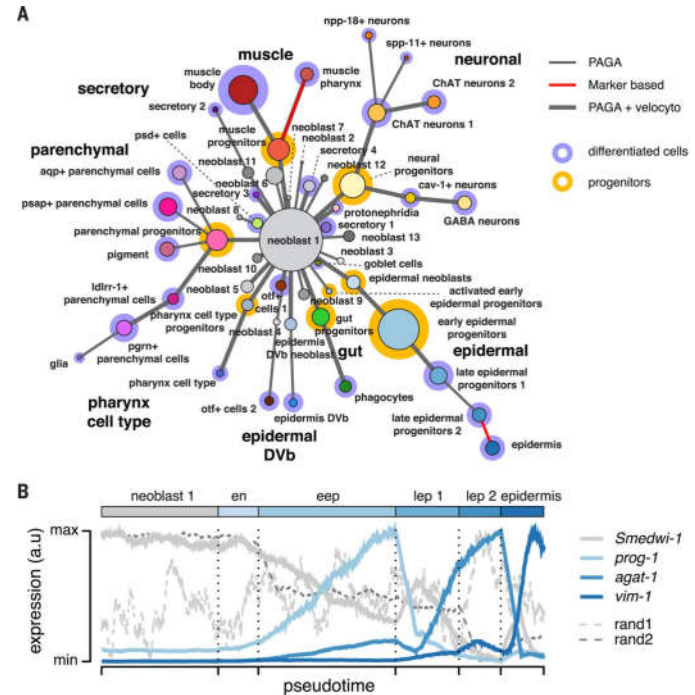 A
npp-18+ neurons
spp-11+ neurons
muscle
neuronal
muscle
body
muscle
pharynx
ChAT neurons 2
PAGA
Marker based
PAGA + velocyto
secretory
secretory 2
neoblast 7
neoblast 2
ChAT neurons 1
psd+ cells
muscle
progenitors
secretory 4
differentiated cells
progenitors
parenchymal
neoblast 11
neoblast 12
neural
progenitors
aqp+ parenchymal cells
neoblast 6
secretory 3
cav-1+ neurons
psap+ parenchymal cells
neoblast 8
protonephridia
GABA neurons
parenchymal progenitors
secretory 1
neoblast 1
neoblast 13
pigment
neoblast 3
neoblast 10
goblet cells
epidermal neoblasts
ldlrr-1+
parenchymal cells
neoblast 5
otf+
cells 1
neoblast 9
activated early
epidermal progenitors
pharynx cell type
progenitors
neoblast 4
gut
progenitors
early epidermal
progenitors
pgrn+
parenchymal cells
epidermis
DVb neoblast
glia
gut
epidermal
pharynx cell type
phagocytes
late epidermal
progenitors 1
pharynx
cell type
otf+ cells 2
epidermis DVb
late epidermal
progenitors 2
epidermal
DVb
epidermis
B
neoblast 1 en eep lep 1 lep 2 epidermis
max
min
expression (a.u)
pseudotime
Smedwi-1
prog-1
agat-1
vim-1
rand1
rand2